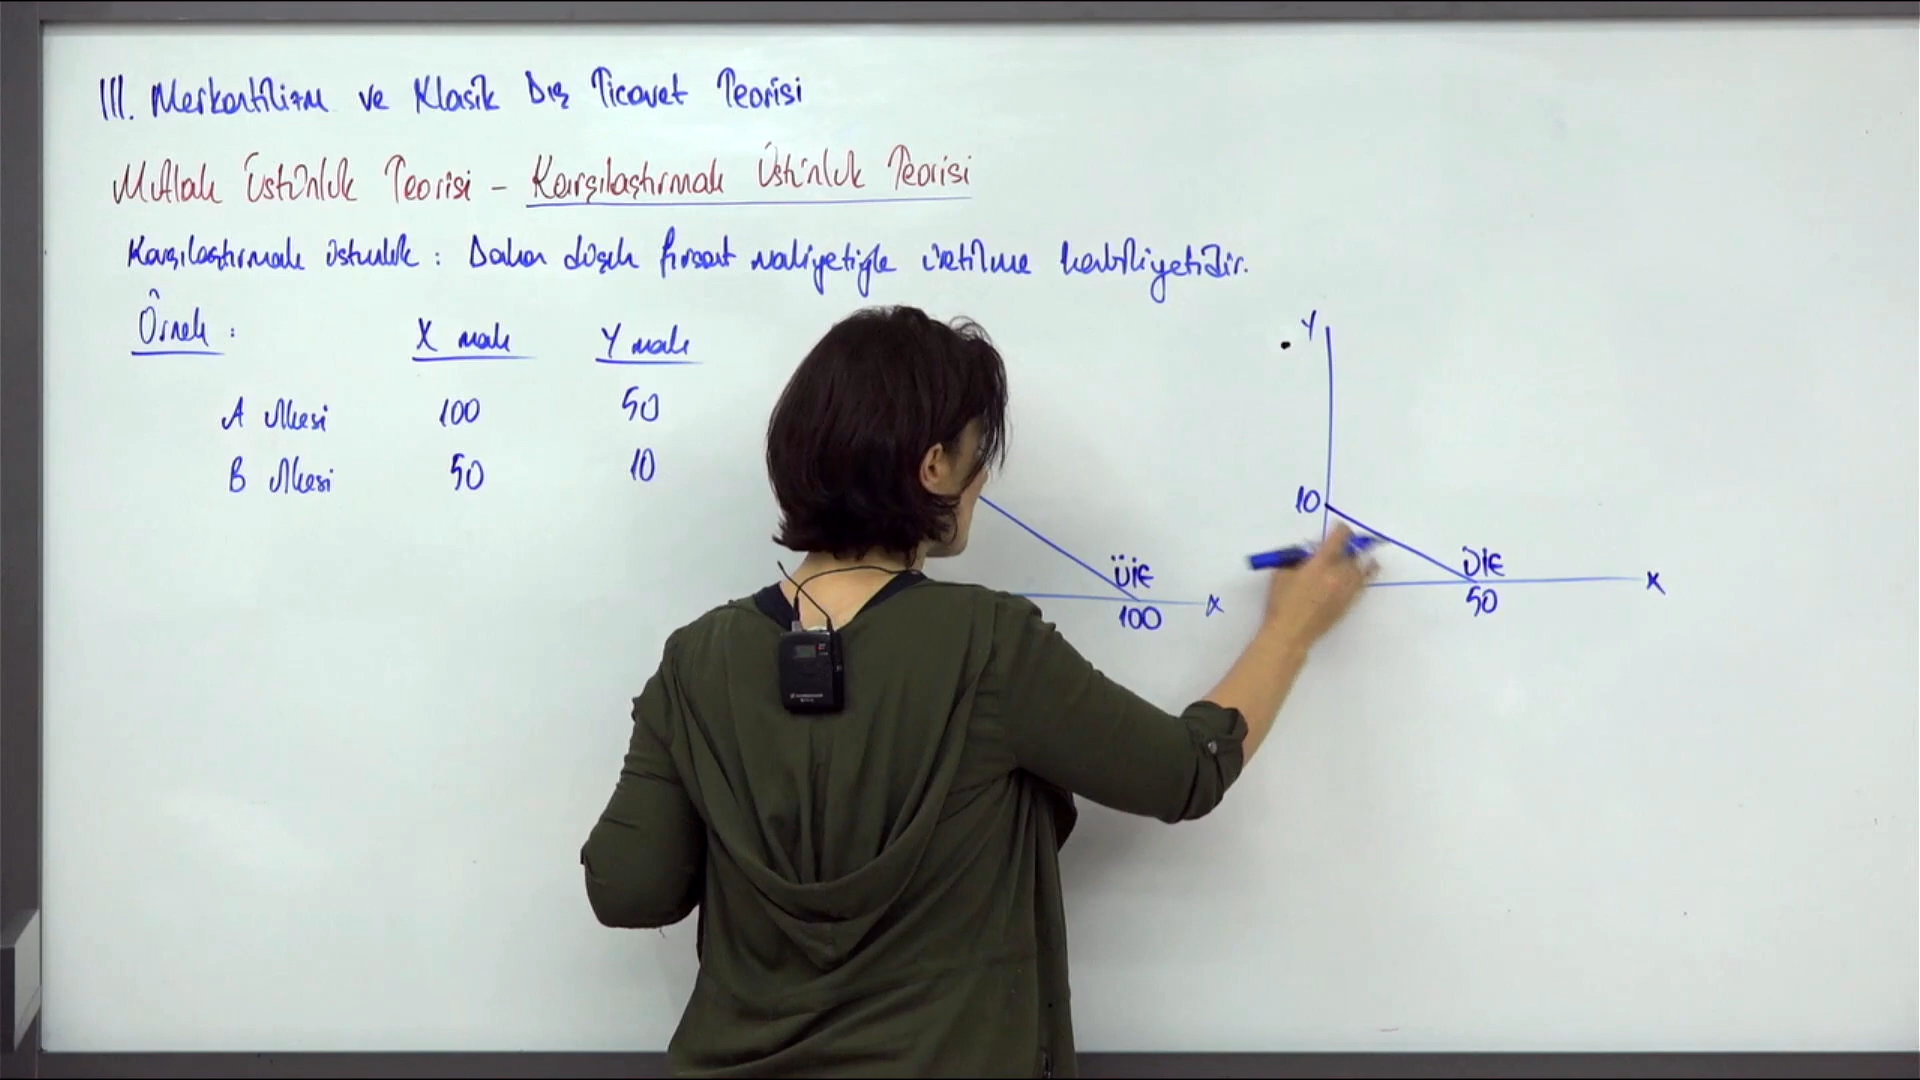 III. Merkantilizm ve Klasik Dış Ticaret Teorisi
Mutlak Üstünlük Teorisi - Karşılaştırmalı Üstünlük Teorisi
Karşılaştırmalı üstünlük : Daha düşük fırsat maliyetiyle üretilme kabiliyetidir.
Örnek :
X malı Y malı
A ülkesi 100 50
B ülkesi 50 10
ÜİE
100
X
Y
10
ÜİE
50
X